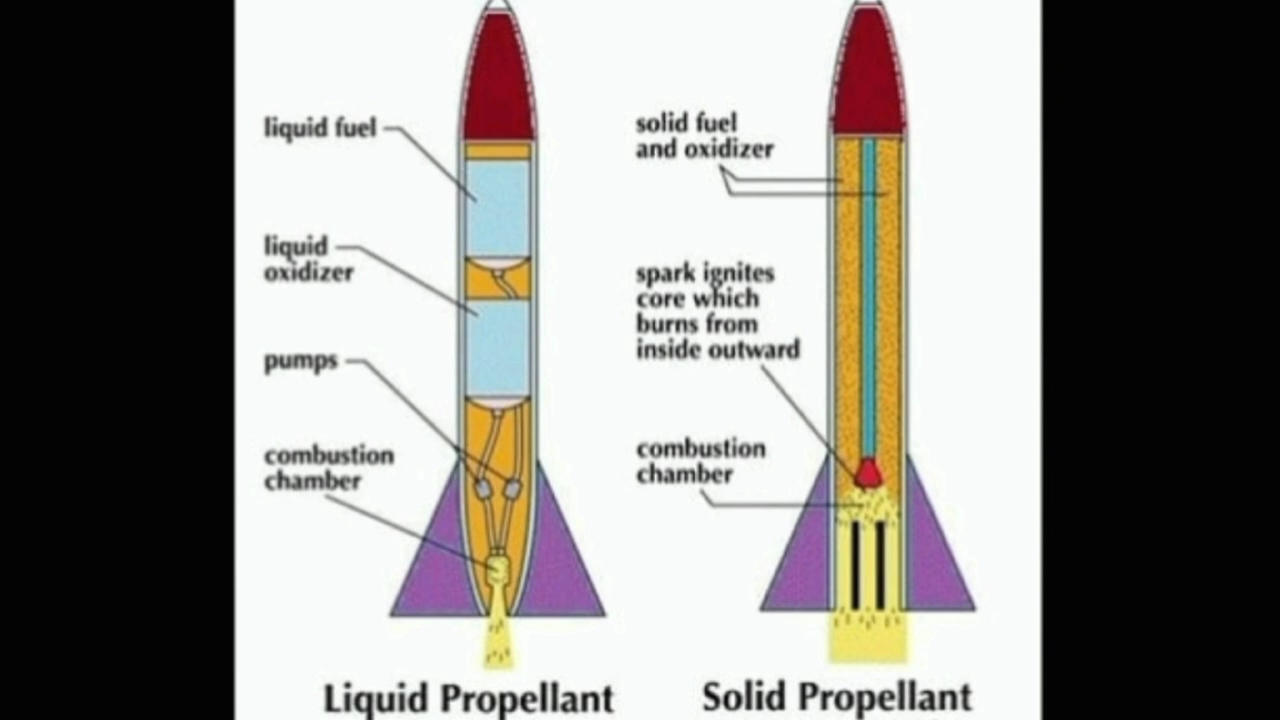 liquid fuel
liquid
oxidizer
pumps
combustion
chamber
Liquid Propellant
solid fuel
and oxidizer
spark ignites
core which
burns from
inside outward
combustion
chamber
Solid Propellant